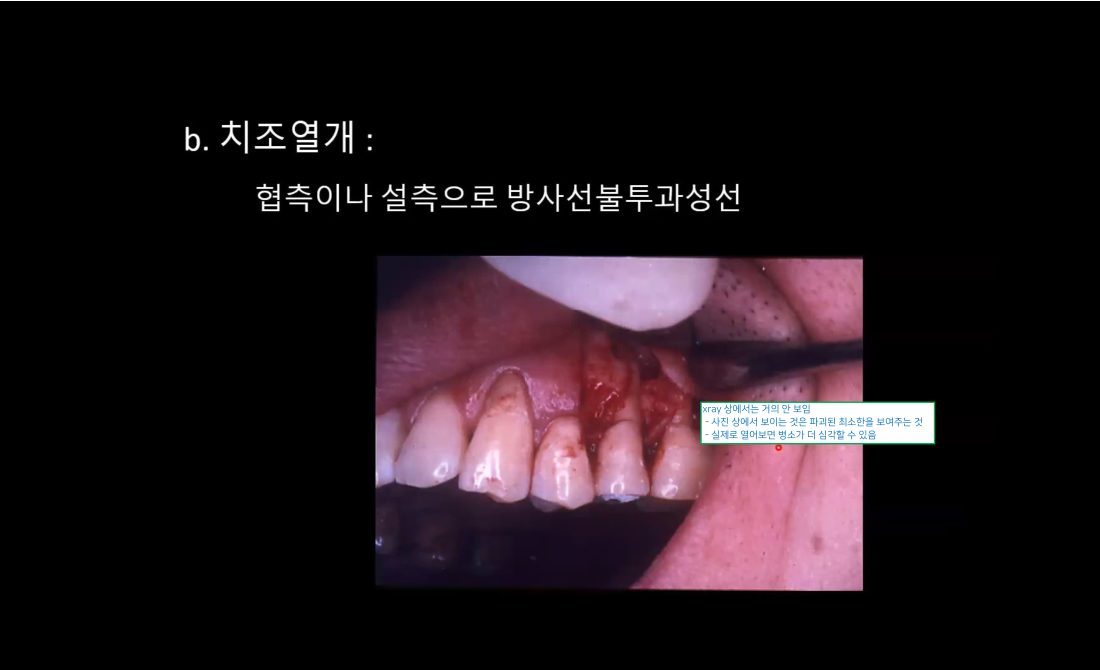 b. 치조열개 :
협측이나 설측으로 방사선불투과성선
xray 상에서는 거의 안 보임
- 사진 상에서 보이는 것은 파괴된 최소한을 보여주는 것
- 실제로 열어보면 병소가 더 심각할 수 있음